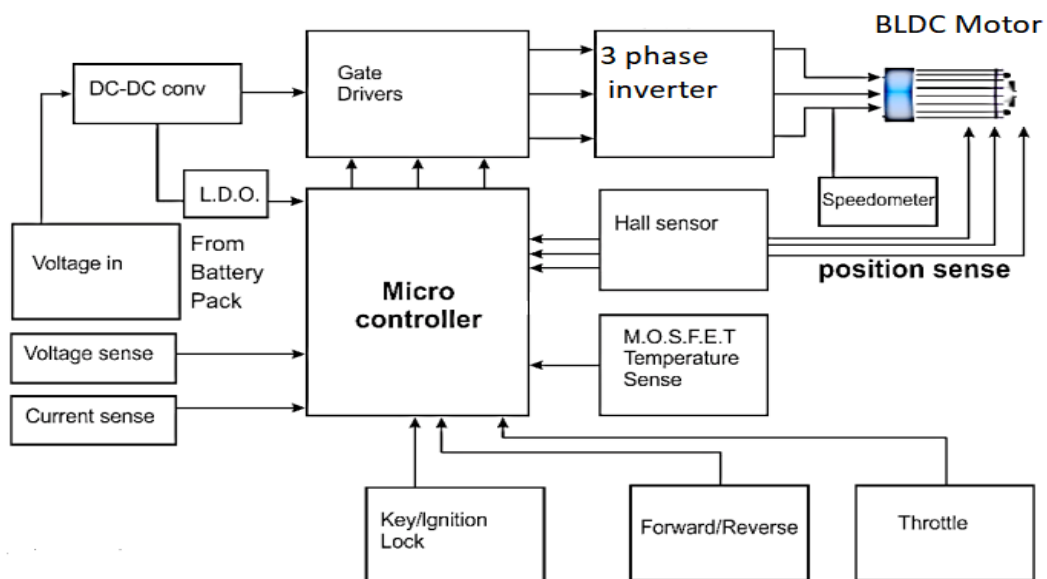 BLDC Motor
DC-DC conv
Gate
Drivers
3 phase
inverter
L.D.O.
Speedometer
Voltage in
From
Battery
Pack
Micro
controller
Hall sensor
position sense
Voltage sense
Current sense
M.O.S.F.E.T
Temperature
Sense
Key/Ignition
Lock
Forward/Reverse
Throttle